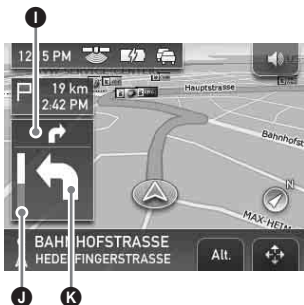 I
12:15 PM
19 km
2:42 PM
Hauptstrasse
Bahnhofst
N
MAX-HEIM
BAHNHOFSTRASSE
HEDELFINGERSTRASSE
Alt.
J
K